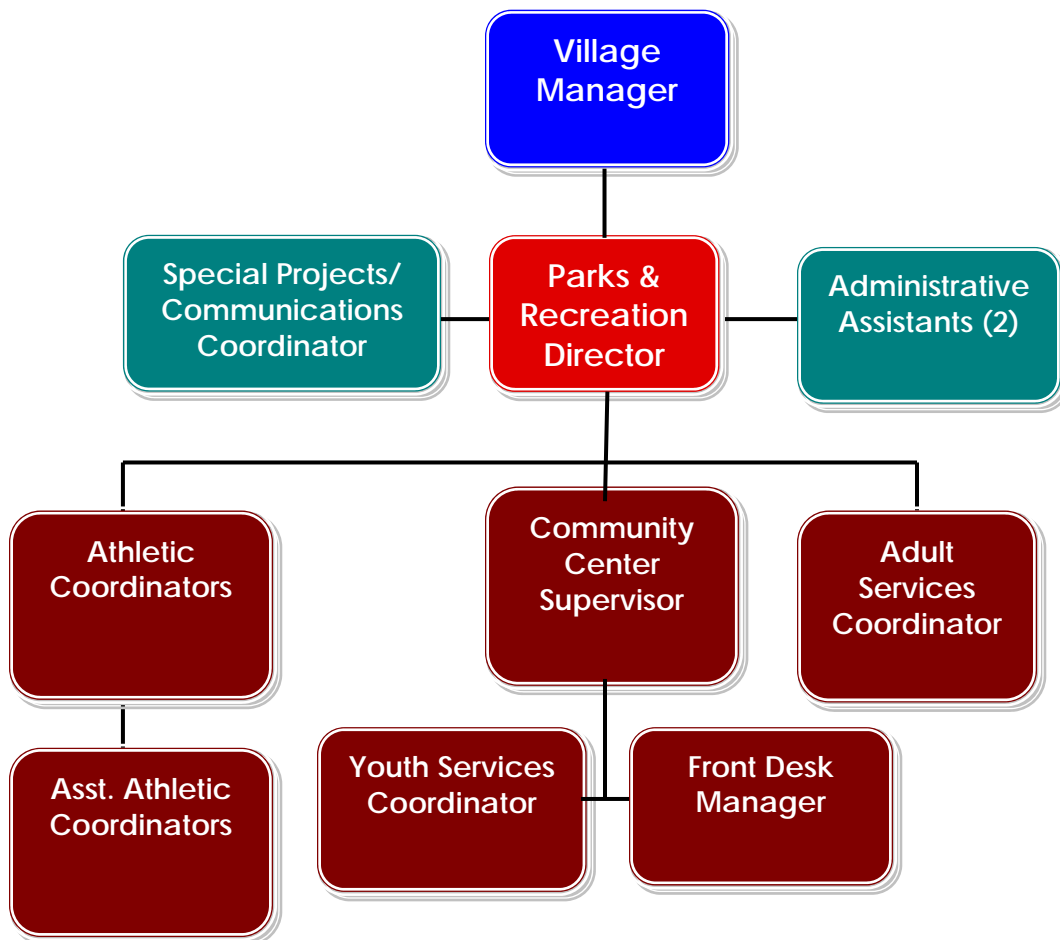 Village
Manager
Special Projects/
Communications
Coordinator
Parks &
Recreation
Director
Administrative
Assistants (2)
Athletic
Coordinators
Community
Center
Supervisor
Adult
Services
Coordinator
Asst. Athletic
Coordinators
Youth Services
Coordinator
Front Desk
Manager